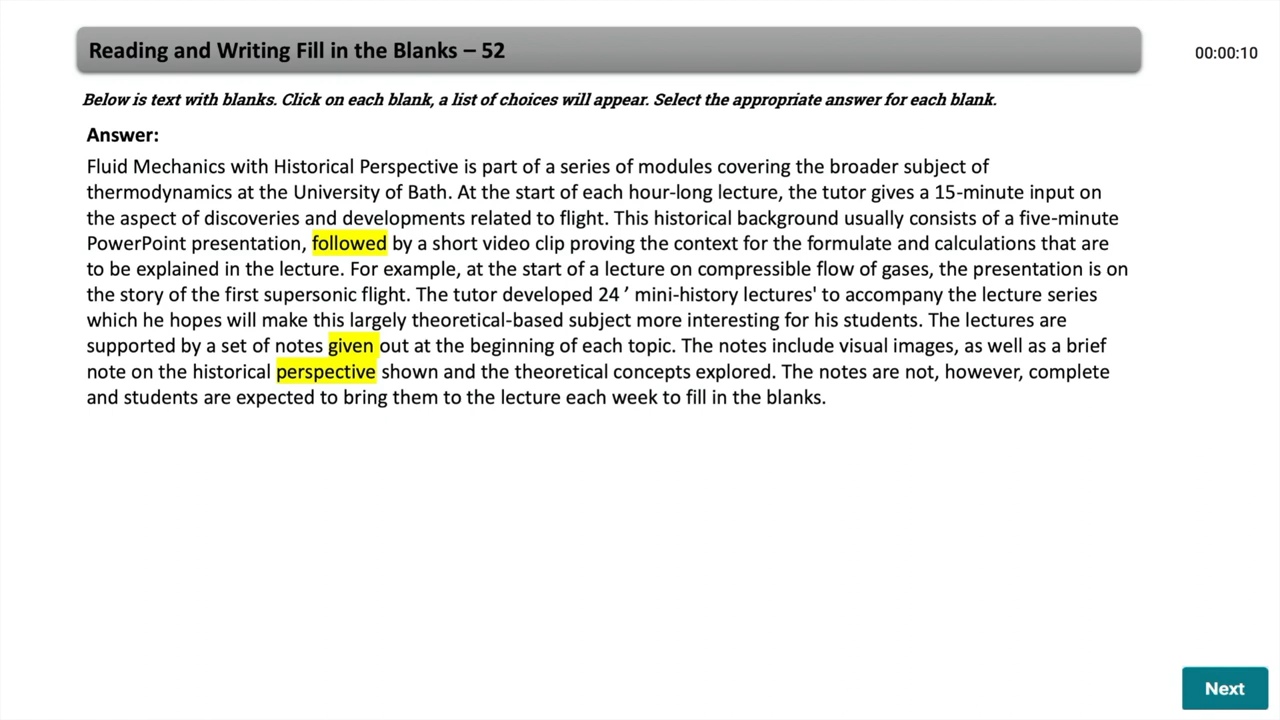 Reading and Writing Fill in the Blanks – 52
00:00:10
Below is text with blanks. Click on each blank, a list of choices will appear. Select the appropriate answer for each blank.
Answer:
Fluid Mechanics with Historical Perspective is part of a series of modules covering the broader subject of
thermodynamics at the University of Bath. At the start of each hour-long lecture, the tutor gives a 15-minute input on
the aspect of discoveries and developments related to flight. This historical background usually consists of a five-minute
PowerPoint presentation, followed by a short video clip proving the context for the formulate and calculations that are
to be explained in the lecture. For example, at the start of a lecture on compressible flow of gases, the presentation is on
the story of the first supersonic flight. The tutor developed 24 ’ mini-history lectures' to accompany the lecture series
which he hopes will make this largely theoretical-based subject more interesting for his students. The lectures are
supported by a set of notes given out at the beginning of each topic. The notes include visual images, as well as a brief
note on the historical perspective shown and the theoretical concepts explored. The notes are not, however, complete
and students are expected to bring them to the lecture each week to fill in the blanks.
Next